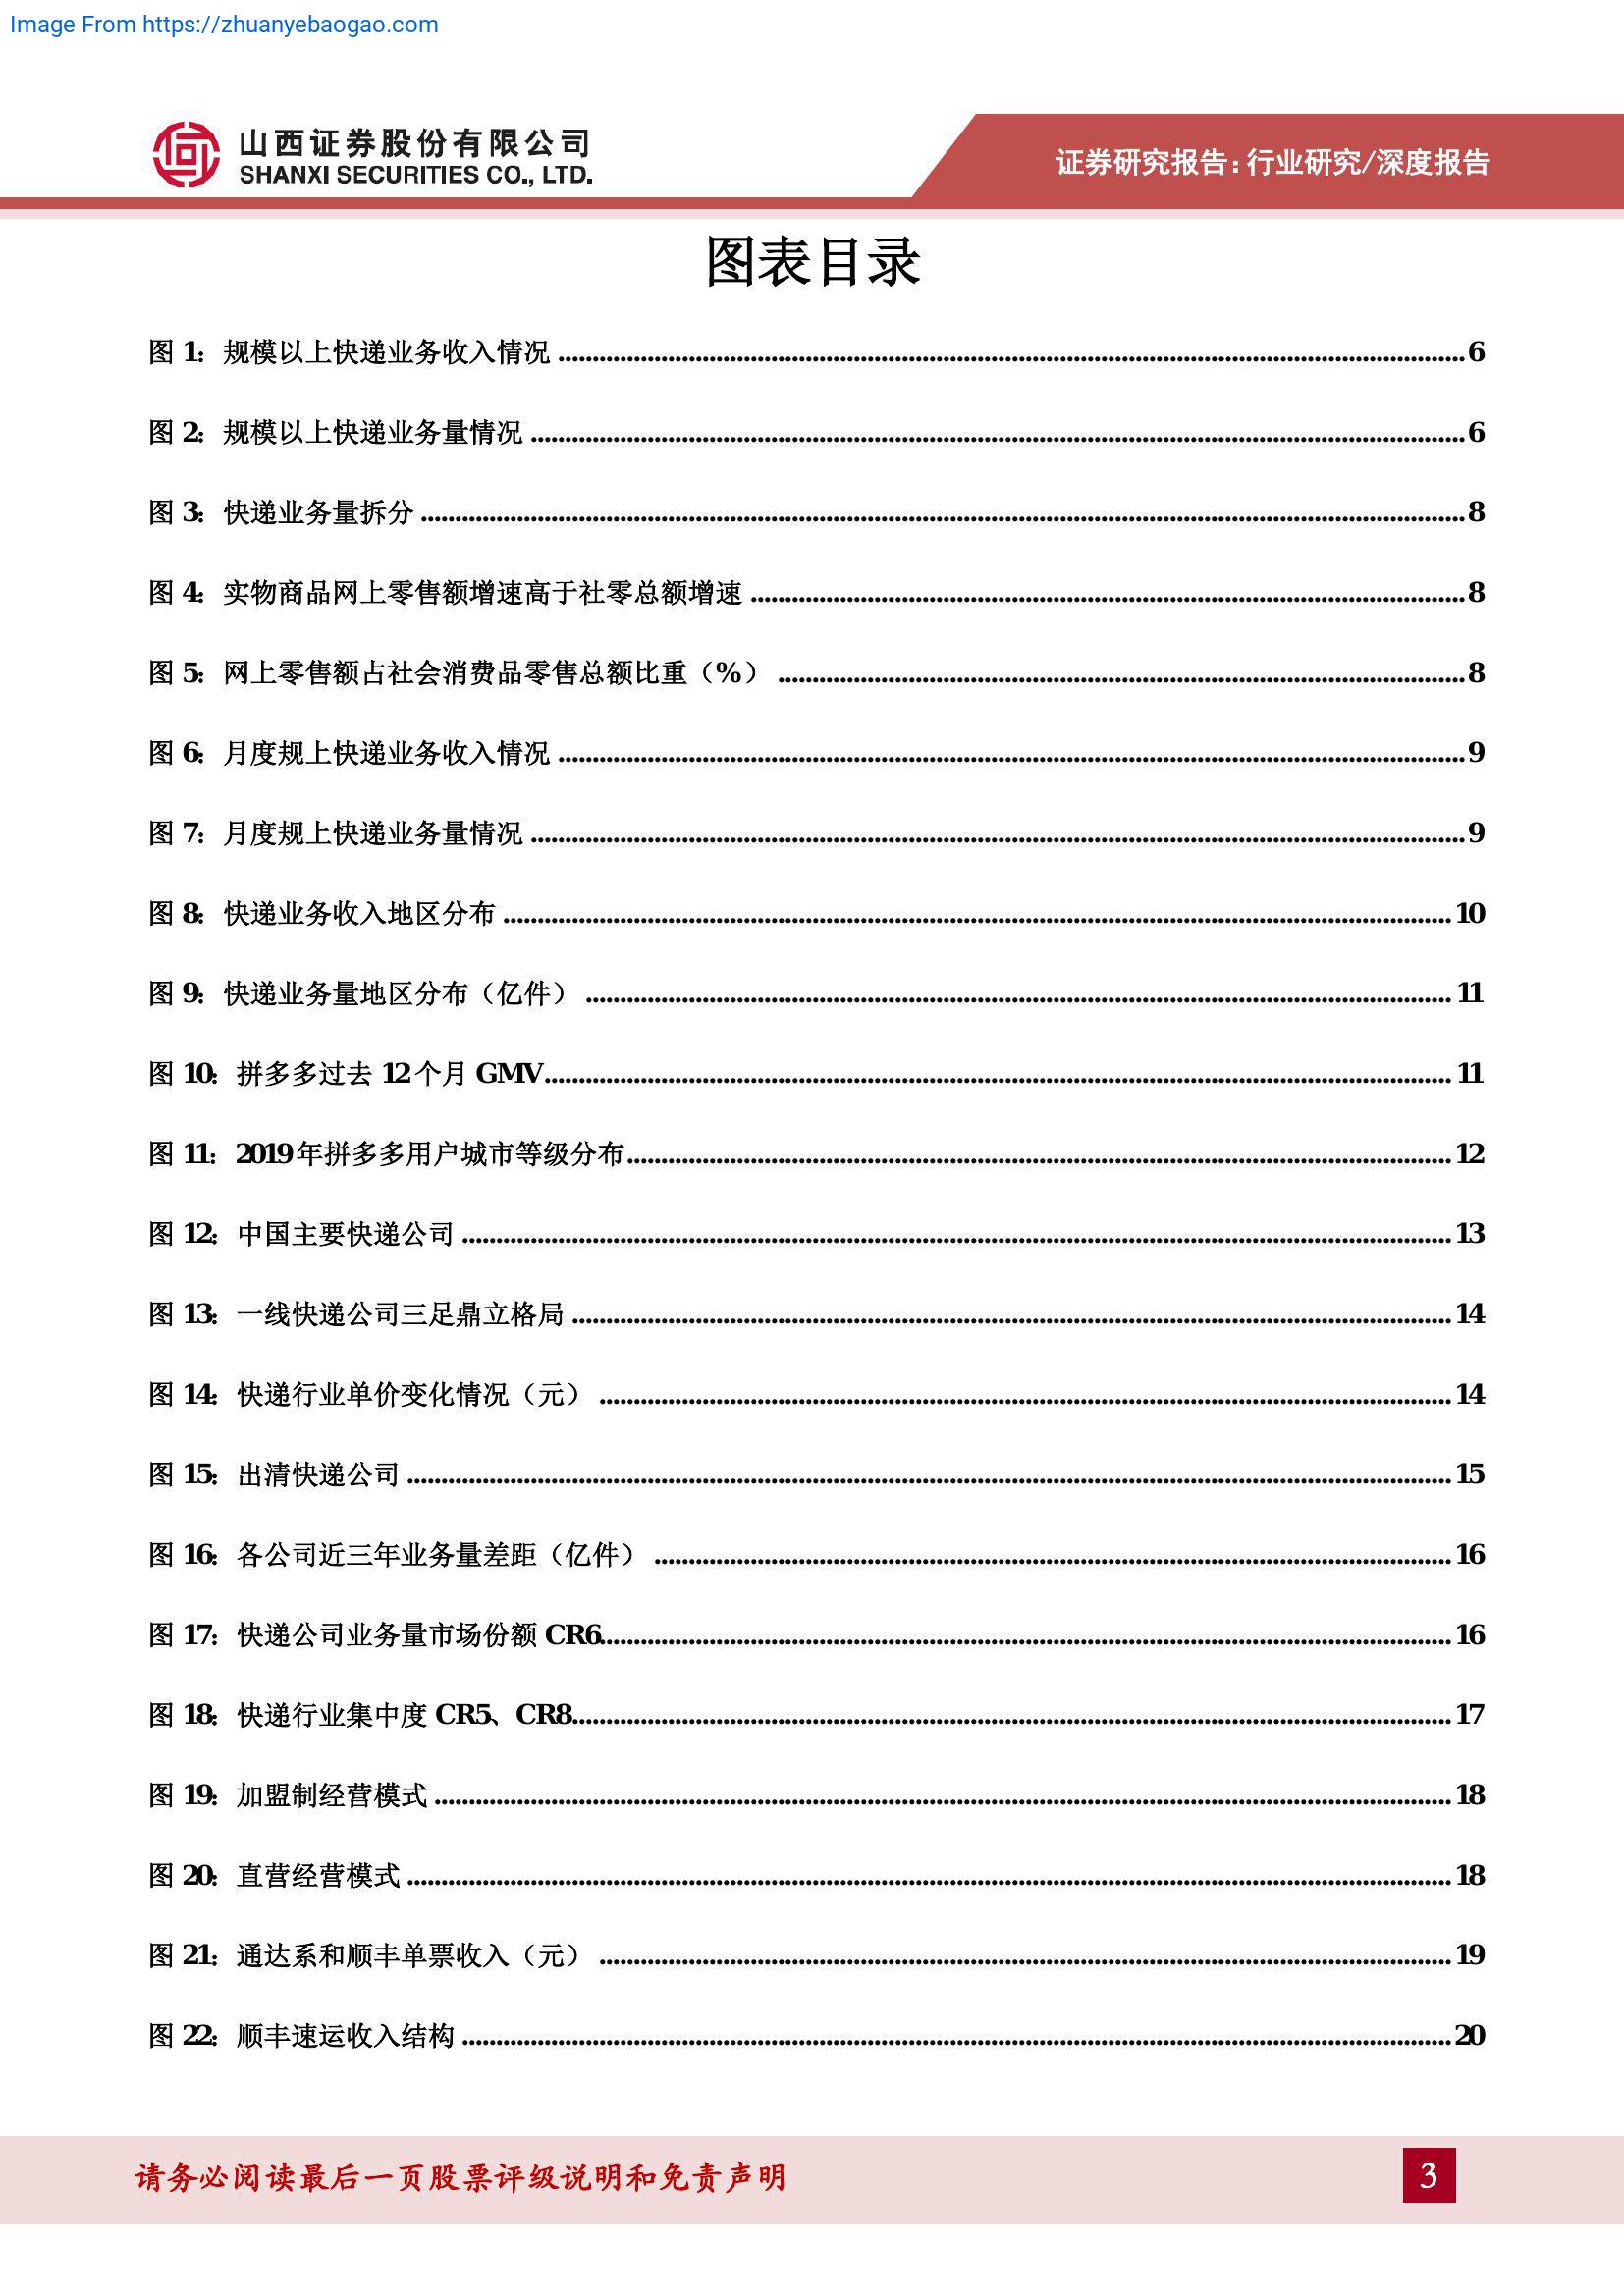 Image From https://zhuanyebaogao.com
山西证券股份有限公司
SHANXI SECURITIES CO., LTD.
证券研究报告:行业研究/深度报告
图表目录
图 1: 规模以上快递业务收入情况 ........ 6
图 2: 规模以上快递业务量情况 ........ 6
图 3: 快递业务量拆分 ........ 8
图 4: 实物商品网上零售额增速高于社零总额增速 ........ 8
图 5: 网上零售额占社会消费品零售总额比重（%） ........ 8
图 6: 月度规上快递业务收入情况 ........ 9
图 7: 月度规上快递业务量情况 ........ 9
图 8: 快递业务收入地区分布 ........ 10
图 9: 快递业务量地区分布（亿件） ........ 11
图 10: 拼多多过去 12 个月 GMV ........ 11
图 11: 2019 年拼多多用户城市等级分布 ........ 12
图 12: 中国主要快递公司 ........ 13
图 13: 一线快递公司三足鼎立格局 ........ 14
图 14: 快递行业单价变化情况（元） ........ 14
图 15: 出清快递公司 ........ 15
图 16: 各公司近三年业务量差距（亿件） ........ 16
图 17: 快递公司业务量市场份额 CR6 ........ 16
图 18: 快递行业集中度 CR5、CR8 ........ 17
图 19: 加盟制经营模式 ........ 18
图 20: 直营经营模式 ........ 18
图 21: 通达系和顺丰单票收入（元） ........ 19
图 22: 顺丰速运收入结构 ........ 20
请务必阅读最后一页股票评级说明和免责声明
3